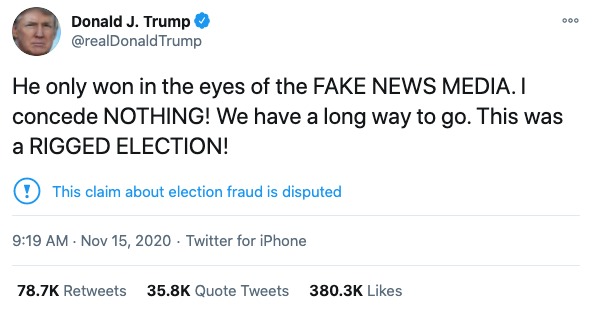 Donald J. Trump
@realDonaldTrump
He only won in the eyes of the FAKE NEWS MEDIA. I
concede NOTHING! We have a long way to go. This was
a RIGGED ELECTION!
This claim about election fraud is disputed
9:19 AM · Nov 15, 2020 · Twitter for iPhone
78.7K Retweets 35.8K Quote Tweets 380.3K Likes